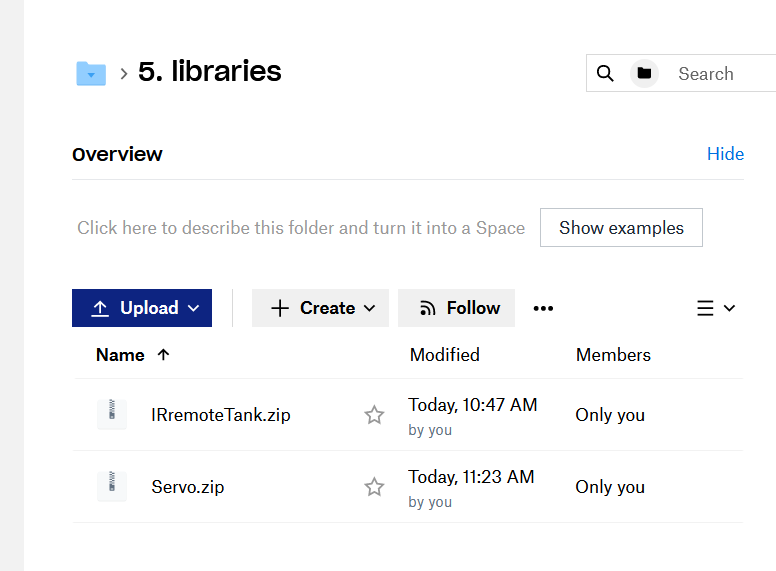 5. libraries
Search
Overview
Hide
Click here to describe this folder and turn it into a Space
Show examples
Upload
Create
Follow
Name
Modified
Members
IRremoteTank.zip
Today, 10:47 AM
Only you
by you
Servo.zip
Today, 11:23 AM
Only you
by you